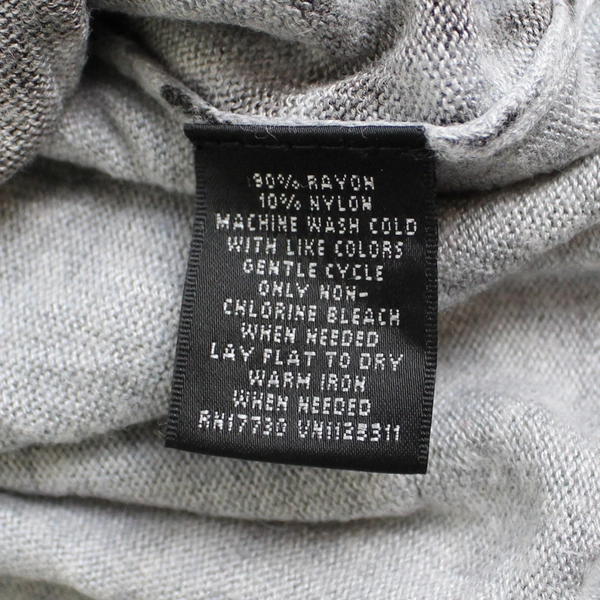 90% RAYON
10% NYLON
MACHINE WASH COLD
WITH LIKE COLORS
GENTLE CYCLE
ONLY NON-
CHLORINE BLEACH
WHEN NEEDED
LAY FLAT TO DRY
WARM IRON
WHEN NEEDED
RN17730